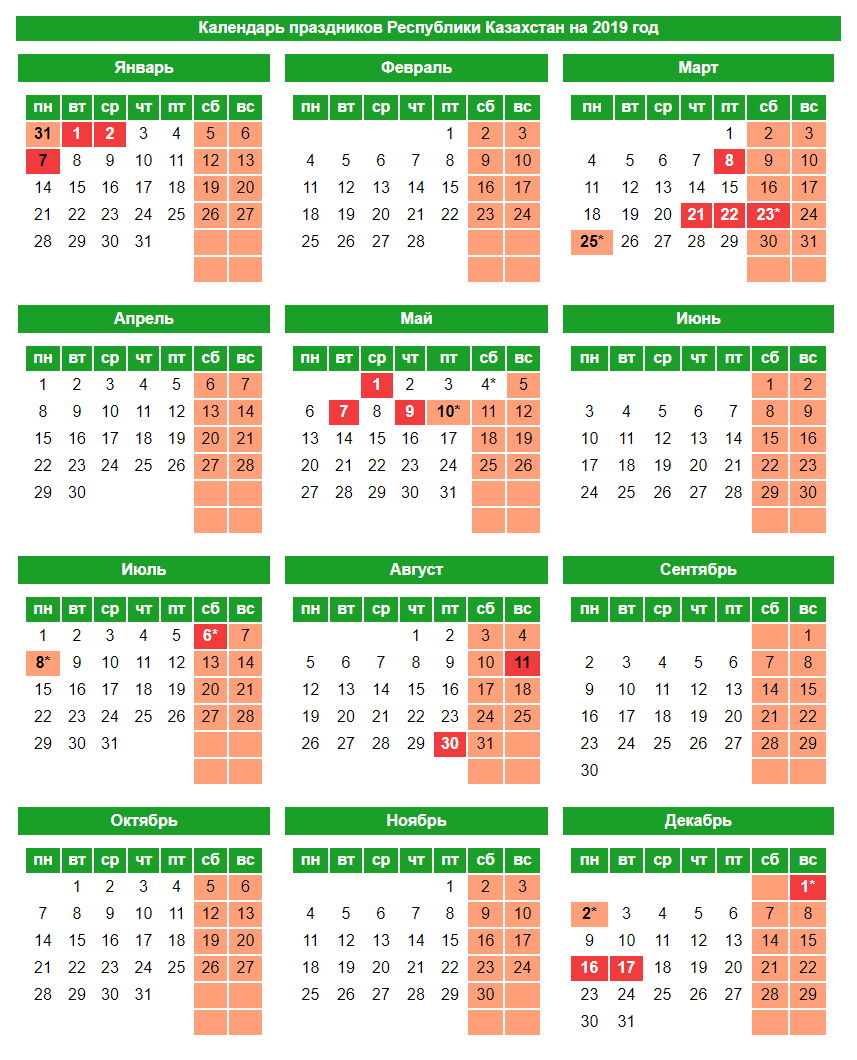 Календарь праздников Республики Казахстан на 2019 год
Январь
пн вт ср чт пт сб вс
31 1 2 3 4 5 6
7 8 9 10 11 12 13
14 15 16 17 18 19 20
21 22 23 24 25 26 27
28 29 30 31
Февраль
пн вт ср чт пт сб вс
1 2 3
4 5 6 7 8 9 10
11 12 13 14 15 16 17
18 19 20 21 22 23 24
25 26 27 28
Март
пн вт ср чт пт сб вс
1 2 3
4 5 6 7 8 9 10
11 12 13 14 15 16 17
18 19 20 21 22 23* 24
25* 26 27 28 29 30 31
Апрель
пн вт ср чт пт сб вс
1 2 3 4 5 6 7
8 9 10 11 12 13 14
15 16 17 18 19 20 21
22 23 24 25 26 27 28
29 30
Май
пн вт ср чт пт сб вс
1 2 3 4* 5
6 7 8 9 10* 11 12
13 14 15 16 17 18 19
20 21 22 23 24 25 26
27 28 29 30 31
Июнь
пн вт ср чт пт сб вс
1 2
3 4 5 6 7 8 9
10 11 12 13 14 15 16
17 18 19 20 21 22 23
24 25 26 27 28 29 30
Июль
пн вт ср чт пт сб вс
1 2 3 4 5 6* 7
8* 9 10 11 12 13 14
15 16 17 18 19 20 21
22 23 24 25 26 27 28
29 30 31
Август
пн вт ср чт пт сб вс
1 2 3 4
5 6 7 8 9 10 11
12 13 14 15 16 17 18
19 20 21 22 23 24 25
26 27 28 29 30 31
Сентябрь
пн вт ср чт пт сб вс
1
2 3 4 5 6 7 8
9 10 11 12 13 14 15
16 17 18 19 20 21 22
23 24 25 26 27 28 29
30
Октябрь
пн вт ср чт пт сб вс
1 2 3 4 5 6
7 8 9 10 11 12 13
14 15 16 17 18 19 20
21 22 23 24 25 26 27
28 29 30 31
Ноябрь
пн вт ср чт пт сб вс
1 2 3
4 5 6 7 8 9 10
11 12 13 14 15 16 17
18 19 20 21 22 23 24
25 26 27 28 29 30
Декабрь
пн вт ср чт пт сб вс
1*
2* 3 4 5 6 7 8
9 10 11 12 13 14 15
16 17 18 19 20 21 22
23 24 25 26 27 28 29
30 31